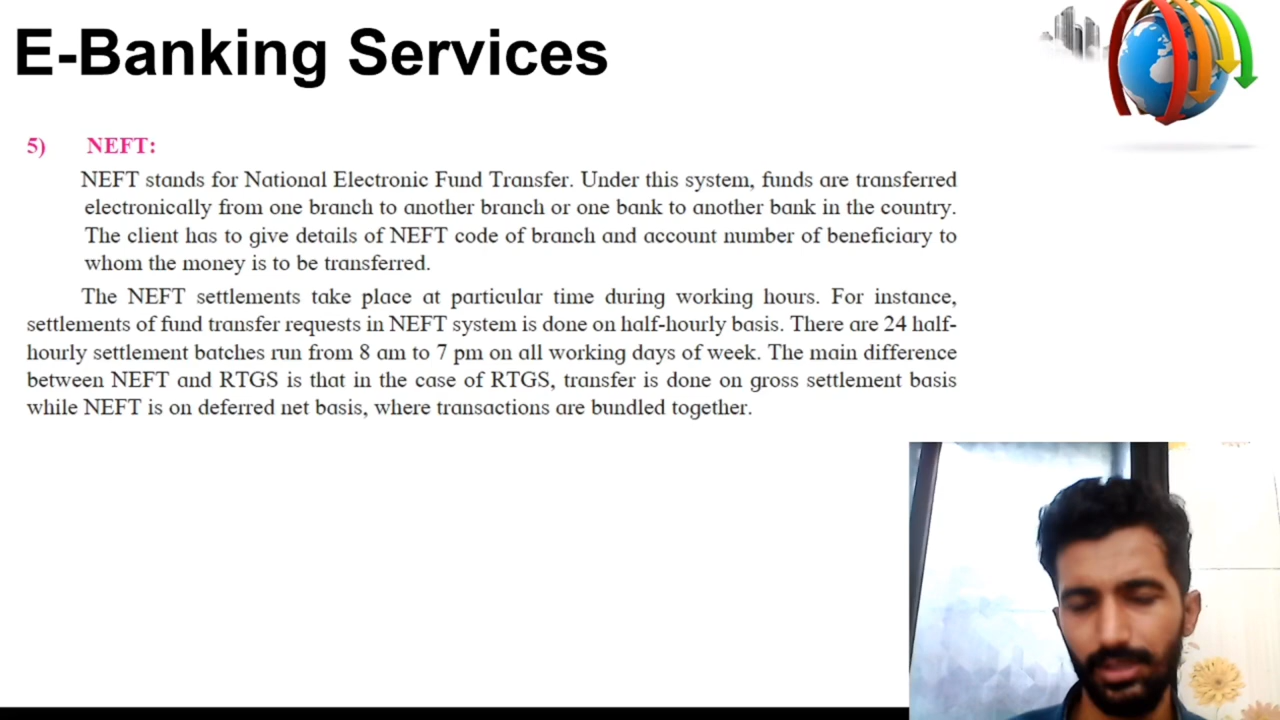 E-Banking Services
5) NEFT:
NEFT stands for National Electronic Fund Transfer. Under this system, funds are transferred
electronically from one branch to another branch or one bank to another bank in the country.
The client has to give details of NEFT code of branch and account number of beneficiary to
whom the money is to be transferred.
The NEFT settlements take place at particular time during working hours. For instance,
settlements of fund transfer requests in NEFT system is done on half-hourly basis. There are 24 half-
hourly settlement batches run from 8 am to 7 pm on all working days of week. The main difference
between NEFT and RTGS is that in the case of RTGS, transfer is done on gross settlement basis
while NEFT is on deferred net basis, where transactions are bundled together.